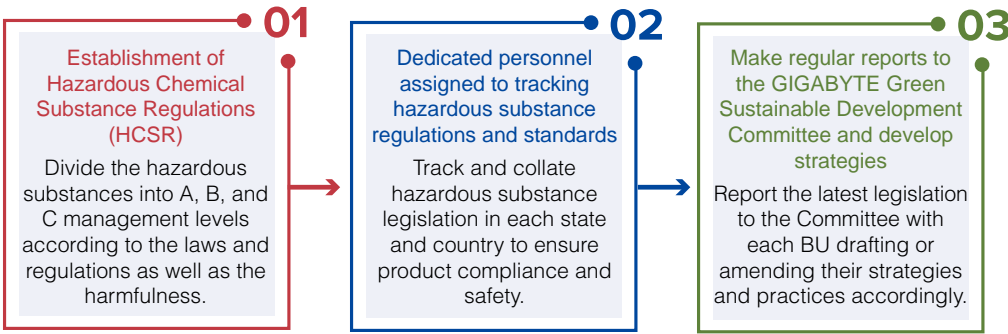 01
Establishment of
Hazardous Chemical
Substance Regulations
(HCSR)
Divide the hazardous
substances into A, B, and
C management levels
according to the laws and
regulations as well as the
harmfulness.
02
Dedicated personnel
assigned to tracking
hazardous substance
regulations and standards
Track and collate
hazardous substance
legislation in each state
and country to ensure
product compliance and
safety.
03
Make regular reports to
the GIGABYTE Green
Sustainable Development
Committee and develop
strategies
Report the latest legislation
to the Committee with
each BU drafting or
amending their strategies
and practices accordingly.